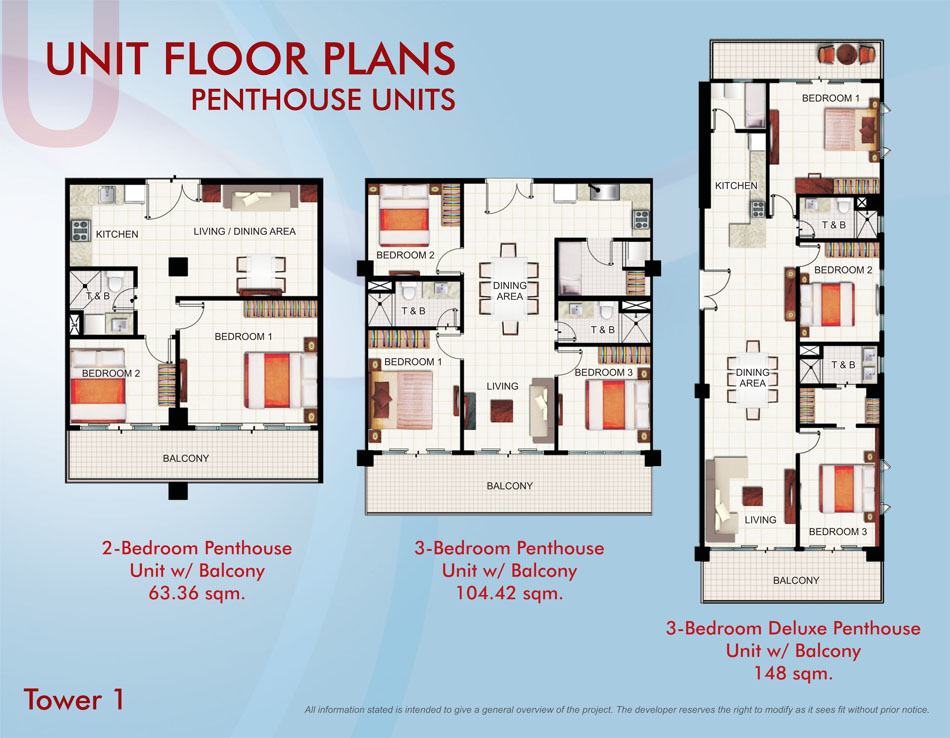 U
UNIT FLOOR PLANS
PENTHOUSE UNITS
KITCHEN
LIVING / DINING AREA
T & B
BEDROOM 1
BEDROOM 2
BALCONY
2-Bedroom Penthouse
Unit w/ Balcony
63.36 sqm.
BEDROOM 2
DINING
AREA
T & B
T & B
BEDROOM 1
LIVING
BEDROOM 3
BALCONY
3-Bedroom Penthouse
Unit w/ Balcony
104.42 sqm.
BEDROOM 1
KITCHEN
T & B
BEDROOM 2
T & B
DINING
AREA
LIVING
BEDROOM 3
BALCONY
3-Bedroom Deluxe Penthouse
Unit w/ Balcony
148 sqm.
Tower 1
All information stated is intended to give a general overview of the project. The developer reserves the right to modify as it sees fit without prior notice.